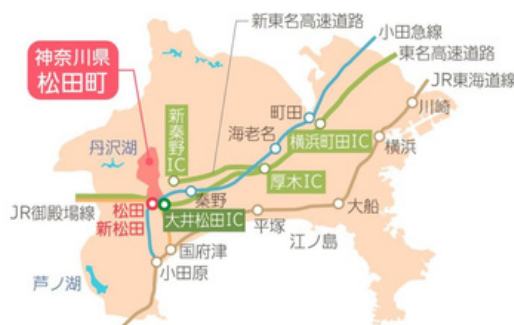 新東名高速道路
小田急線
東名高速道路
神奈川県
松田町
JR東海道線
町田
川崎
新秦野IC
海老名
横浜町田IC
横浜
丹沢湖
厚木IC
秦野
JR御殿場線
松田
新松田
大井松田IC
大船
平塚
江ノ島
国府津
小田原
芦ノ湖